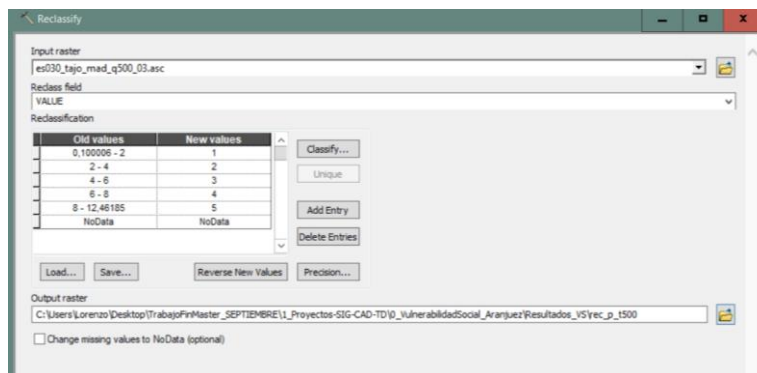 Reclassify
Input raster
es030_tajo_mad_q500_03.asc
Reclass field
VALUE
Reclassification
Old values New values
0,100006 - 2 1
2 - 4 2
4 - 6 3
6 - 8 4
8 - 12,46185 5
NoData NoData
Classify...
Unique
Add Entry
Delete Entries
Load... Save... Reverse New Values Precision...
Output raster
C:\Users\Lorenzo\Desktop\TrabajoFinMaster_SEPTIEMBRE\1_Proyectos-SIG-CAD-TD\0_VulnerabilidadSocial_Aranjuez\Resultados_VS\rec_p_t500
Change missing values to NoData (optional)